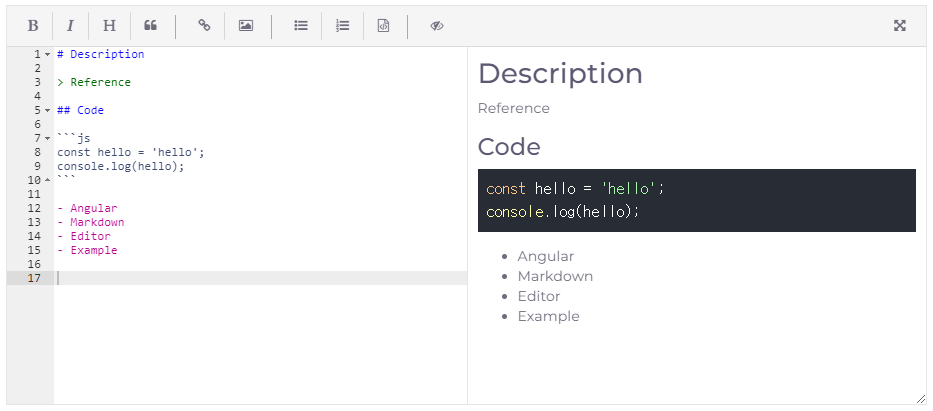 B I H
1 # Description
2
3 > Reference
4
5 ## Code
6
7 ```js
8 const hello = 'hello';
9 console.log(hello);
10 ```
11
12 - Angular
13 - Markdown
14 - Editor
15 - Example
16
17
Description
Reference
Code
const hello = 'hello';
console.log(hello);
• Angular
• Markdown
• Editor
• Example